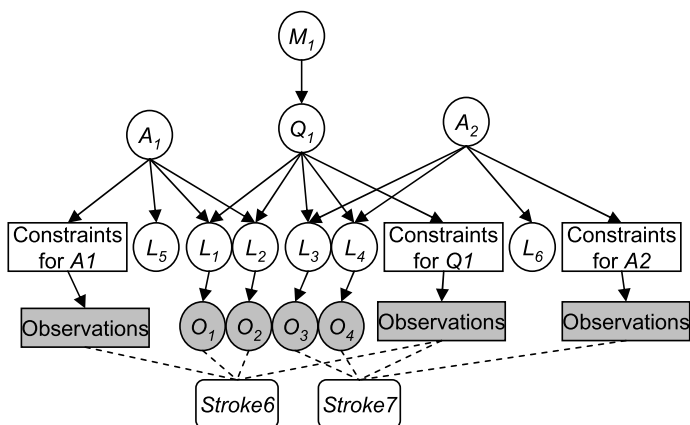 M1
A1
Q1
A2
Constraints
for A1
L5
L1
L2
L3
L4
Constraints
for Q1
L6
Constraints
for A2
Observations
O1
O2
O3
O4
Observations
Observations
Stroke6
Stroke7